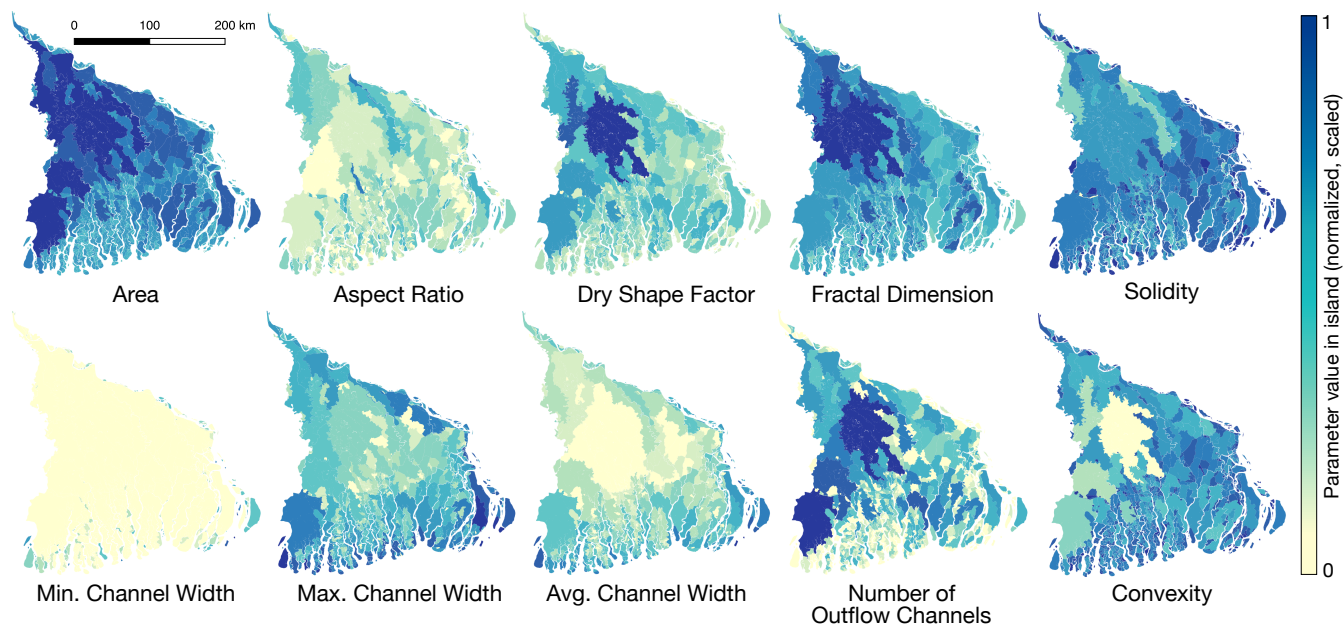 0 100 200 km
Area
Aspect Ratio
Dry Shape Factor
Fractal Dimension
Solidity
Min. Channel Width
Max. Channel Width
Avg. Channel Width
Number of
Outflow Channels
Convexity
1
Parameter value in island (normalized, scaled)
0